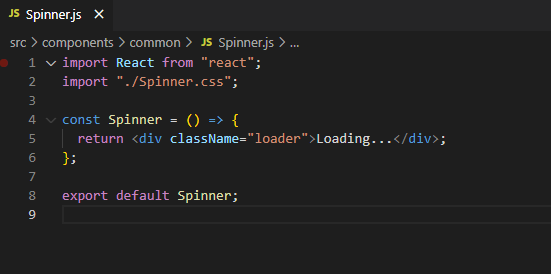 JS Spinner.js ×
src > components > common > JS Spinner.js > ...
1 import React from "react";
2 import "./Spinner.css";
3
4 const Spinner = () => {
5 return <div className="loader">Loading...</div>;
6 };
7
8 export default Spinner;
9